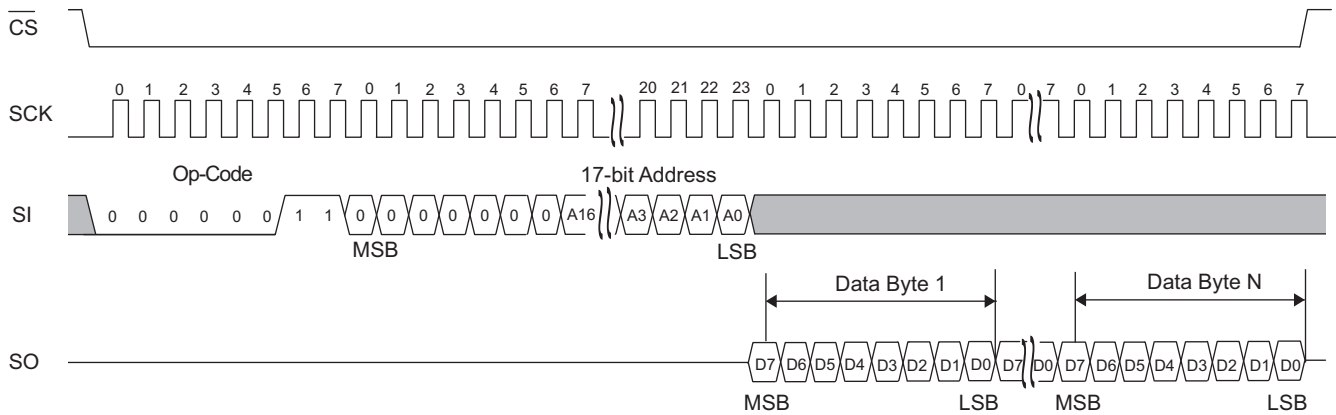 CS
0 1 2 3 4 5 6 7 0 1 2 3 4 5 6 7 20 21 22 23 0 1 2 3 4 5 6 7 0 7 0 1 2 3 4 5 6 7
SCK
Op-Code 17-bit Address
SI 0 0 0 0 0 0 1 1 0 0 0 0 0 0 0 A16 A3 A2 A1 A0
MSB LSB
Data Byte 1 Data Byte N
SO D7 D6 D5 D4 D3 D2 D1 D0 D7 D0 D7 D6 D5 D4 D3 D2 D1 D0
MSB LSB MSB LSB